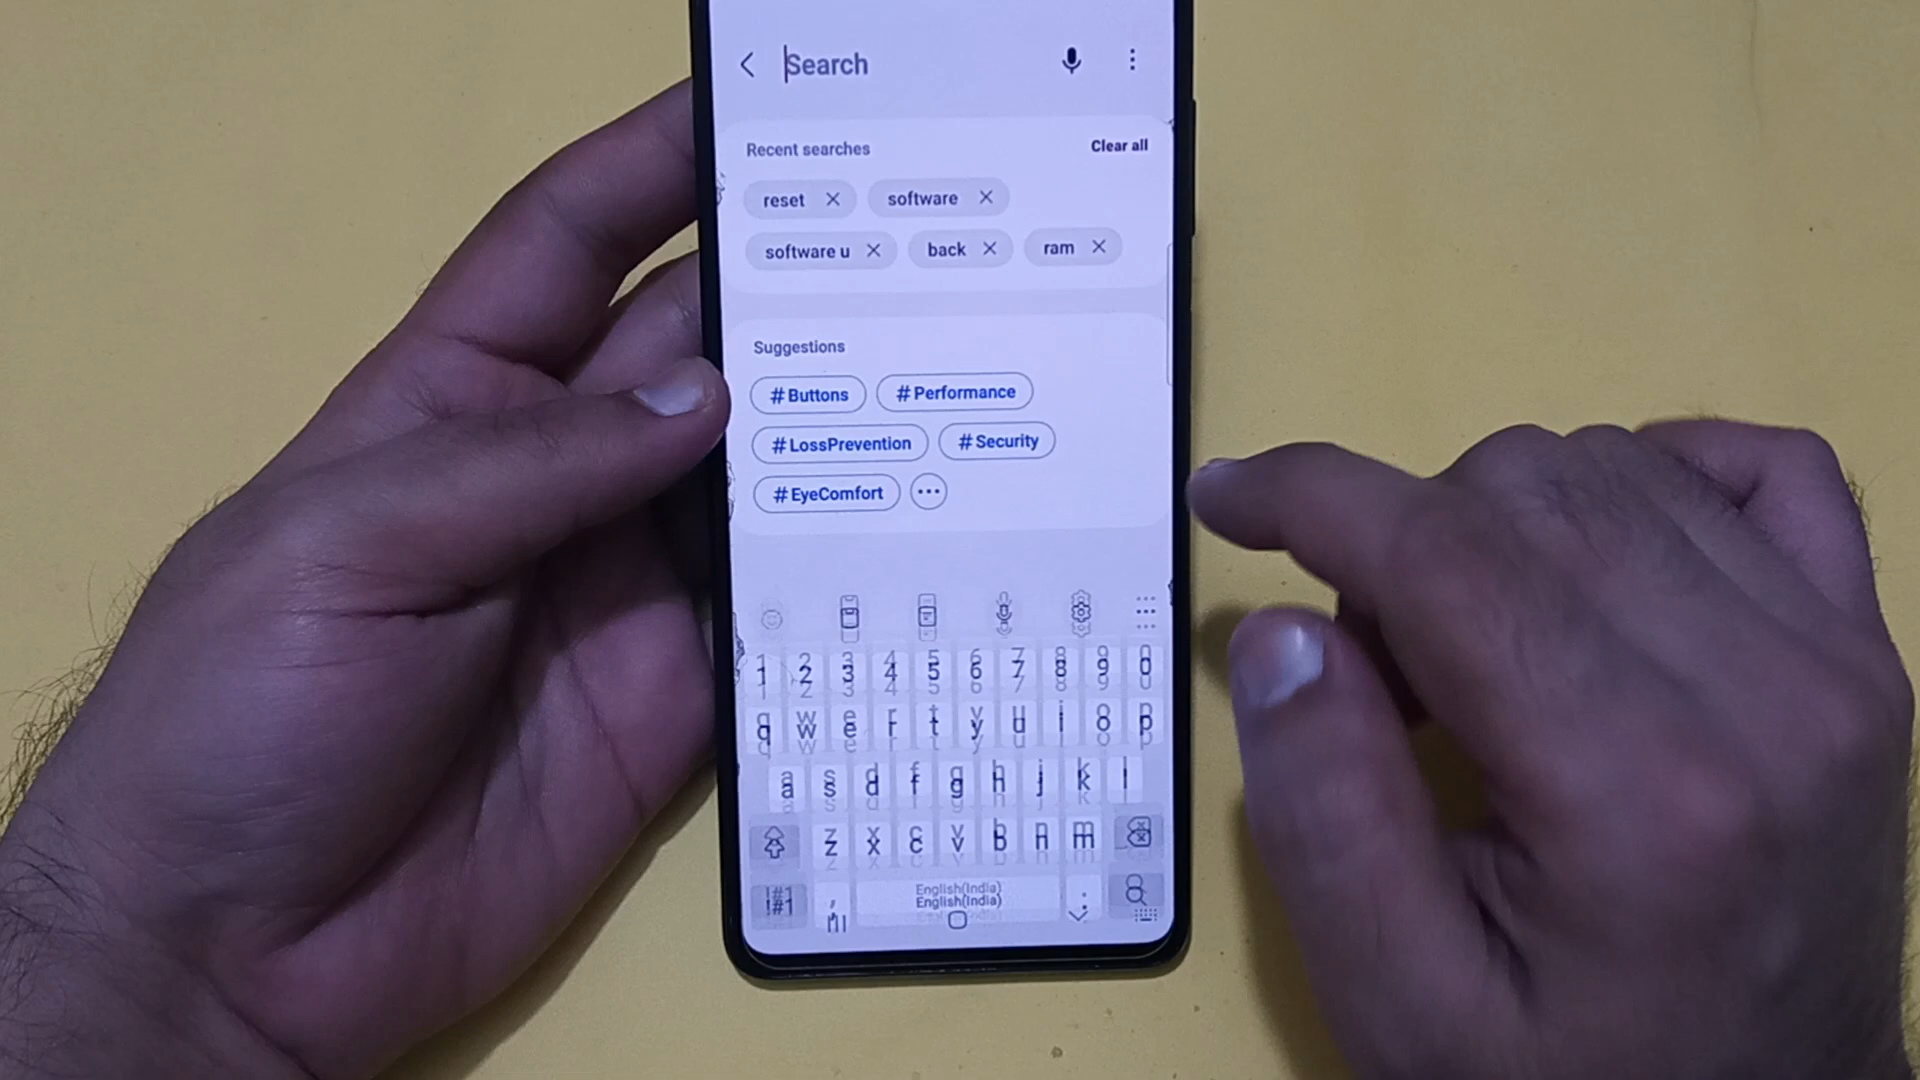 Search
Recent searches Clear all
reset software
software u back ram
Suggestions
#Buttons #Performance
#LossPrevention #Security
#EyeComfort
1 2 3 4 5 6 7 8 9 0
q w e r t y u i o p
a s d f g h j k l
z x c v b n m
!#1 , English(India) .